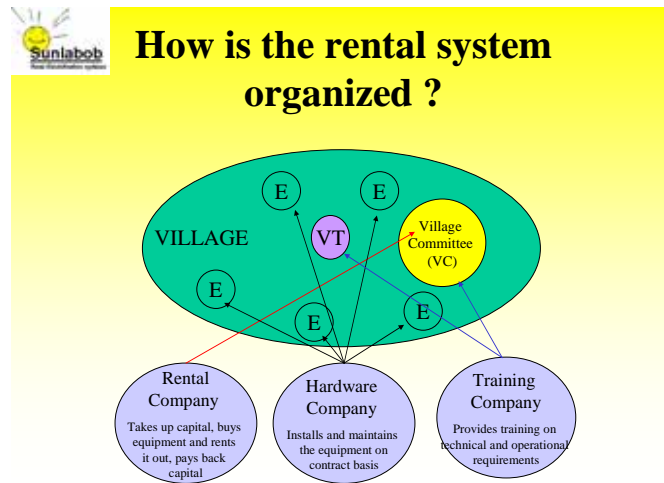 Sunlabob
How is the rental system
organized ?
E
E
VILLAGE
VT
Village
Committee
(VC)
E
E
E
Rental
Company
Takes up capital, buys
equipment and rents
it out, pays back
capital
Hardware
Company
Installs and maintains
the equipment on
contract basis
Training
Company
Provides training on
technical and operational
requirements